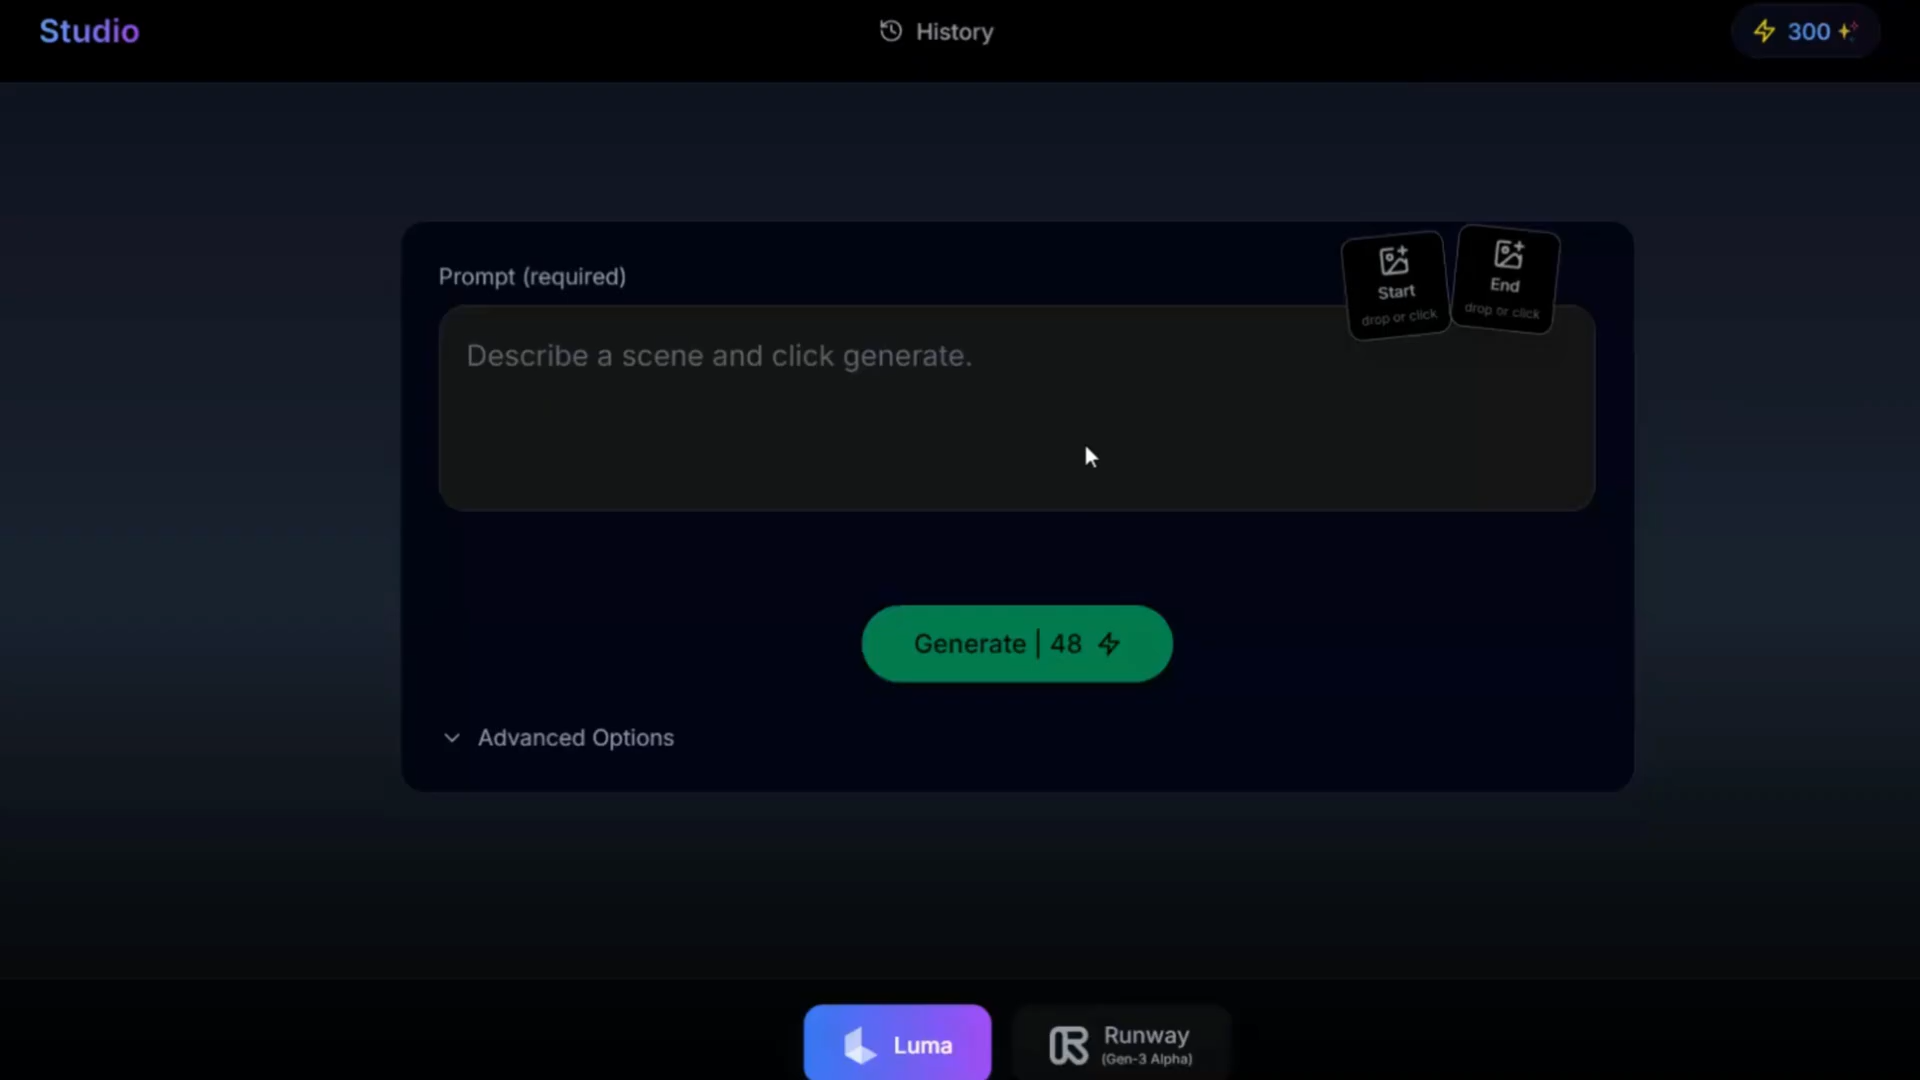 Studio
History
300
Prompt (required)
Start
drop or click
End
drop or click
Describe a scene and click generate.
Generate | 48
Advanced Options
Luma
Runway
(Gen-3 Alpha)